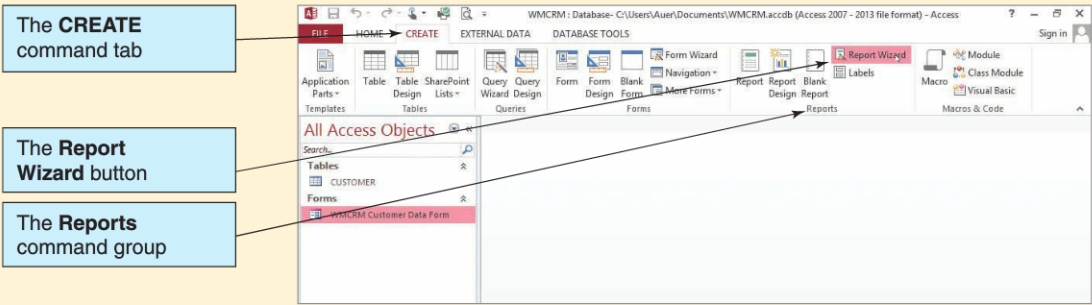 The CREATE
command tab
The Report
Wizard button
The Reports
command group
WMCRM : Database- C:\Users\Auer\Documents\WMCRM.accdb (Access 2007 - 2013 file format) - Access
Sign in
FILE HOME CREATE EXTERNAL DATA DATABASE TOOLS
Application
Parts
Table
Table
Design
SharePoint
Lists
Query
Wizard
Query
Design
Form
Form
Design
Blank
Form
Form Wizard
Navigation
More Forms
Report
Report
Design
Blank
Report
Report Wizard
Labels
Macro
Module
Class Module
Visual Basic
Templates Tables Queries Forms Reports Macros & Code
All Access Objects
Search...
Tables
CUSTOMER
Forms
WMCRM Customer Data Form